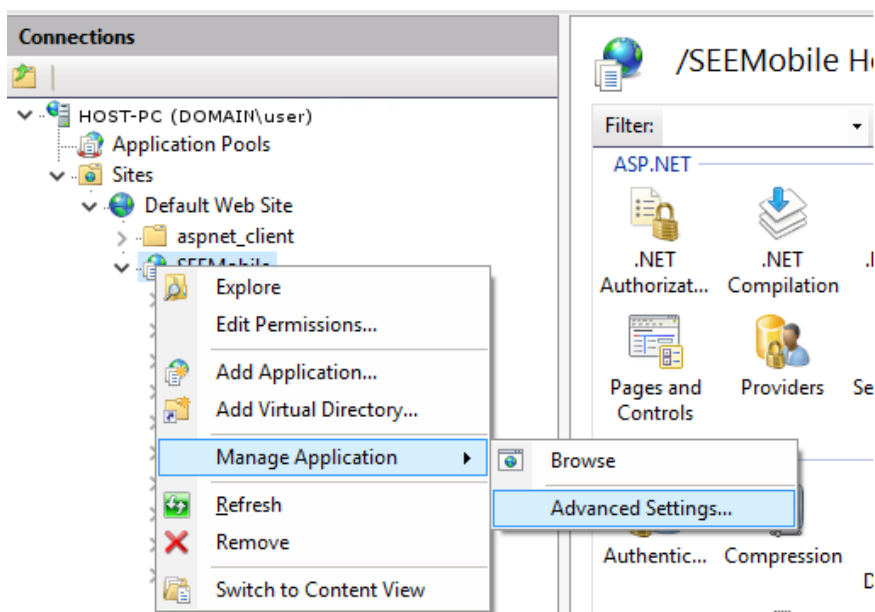 Connections
/SEEMobile H
HOST-PC (DOMAIN\user)
Filter:
Application Pools
ASP.NET
Sites
Default Web Site
aspnet_client
SEEMobile
.NET
Authorizat...
.NET
Compilation
Explore
Edit Permissions...
Add Application...
Add Virtual Directory...
Pages and
Controls
Providers
Se
Manage Application
Browse
Advanced Settings...
Refresh
Remove
Switch to Content View
Authentic...
Compression
D